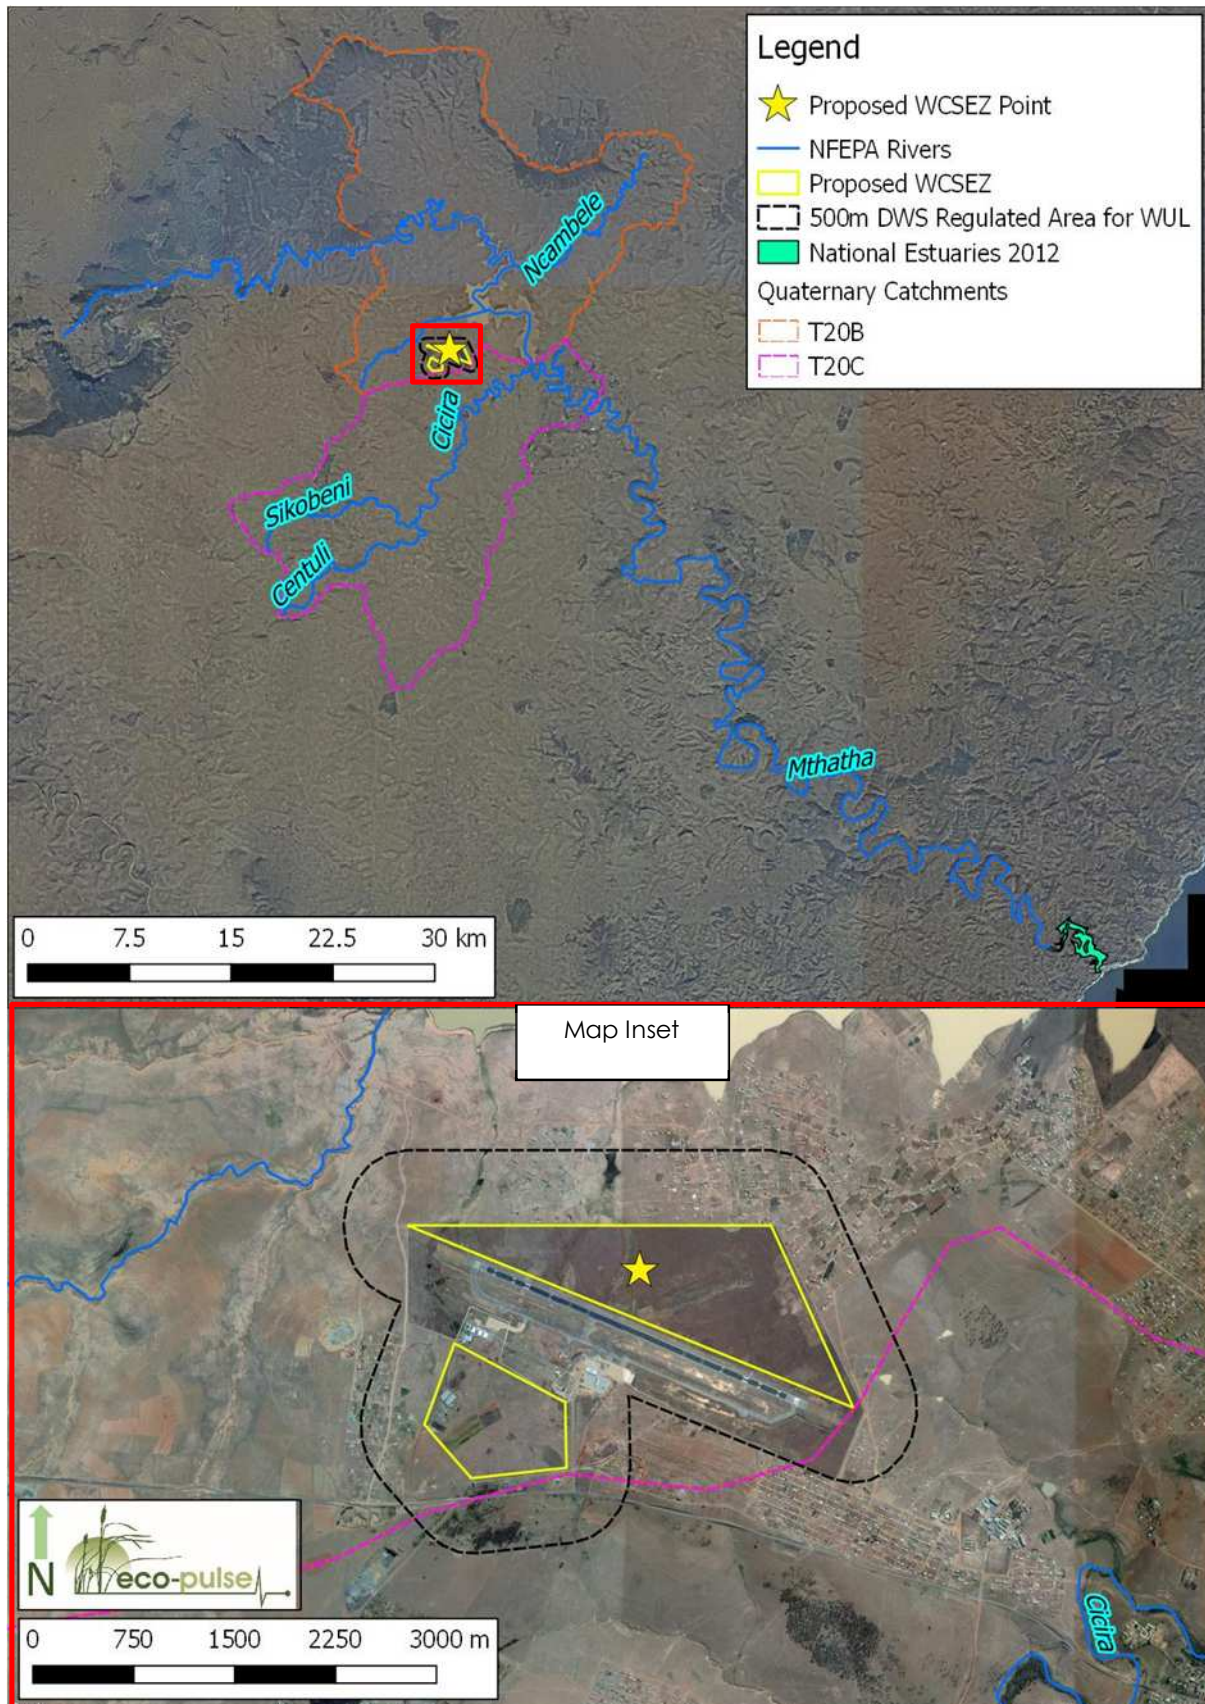 Legend
Proposed WCSEZ Point
NFEPA Rivers
Proposed WCSEZ
500m DWS Regulated Area for WUL
National Estuaries 2012
Quaternary Catchments
T20B
T20C
Ncambele
Cicira
Sikobeni
Centuli
Mthatha
0 7.5 15 22.5 30 km
Map Inset
N
eco-pulse
0 750 1500 2250 3000 m
Cicira